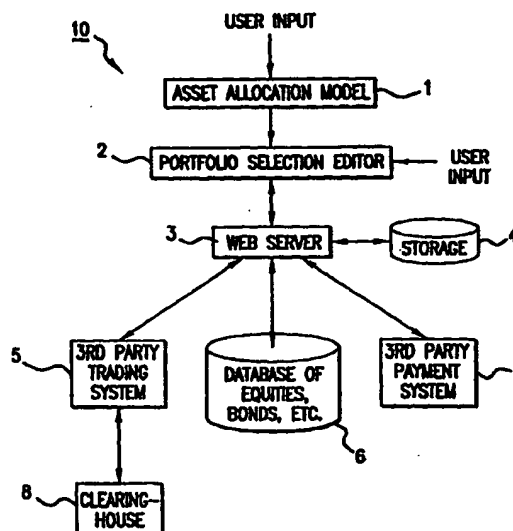 USER INPUT
10
ASSET ALLOCATION MODEL
1
2
PORTFOLIO SELECTION EDITOR
USER
INPUT
3
WEB SERVER
STORAGE
4
5
3RD PARTY
TRADING
SYSTEM
DATABASE OF
EQUITIES,
BONDS, ETC.
3RD PARTY
PAYMENT
SYSTEM
6
8
CLEARING-
HOUSE